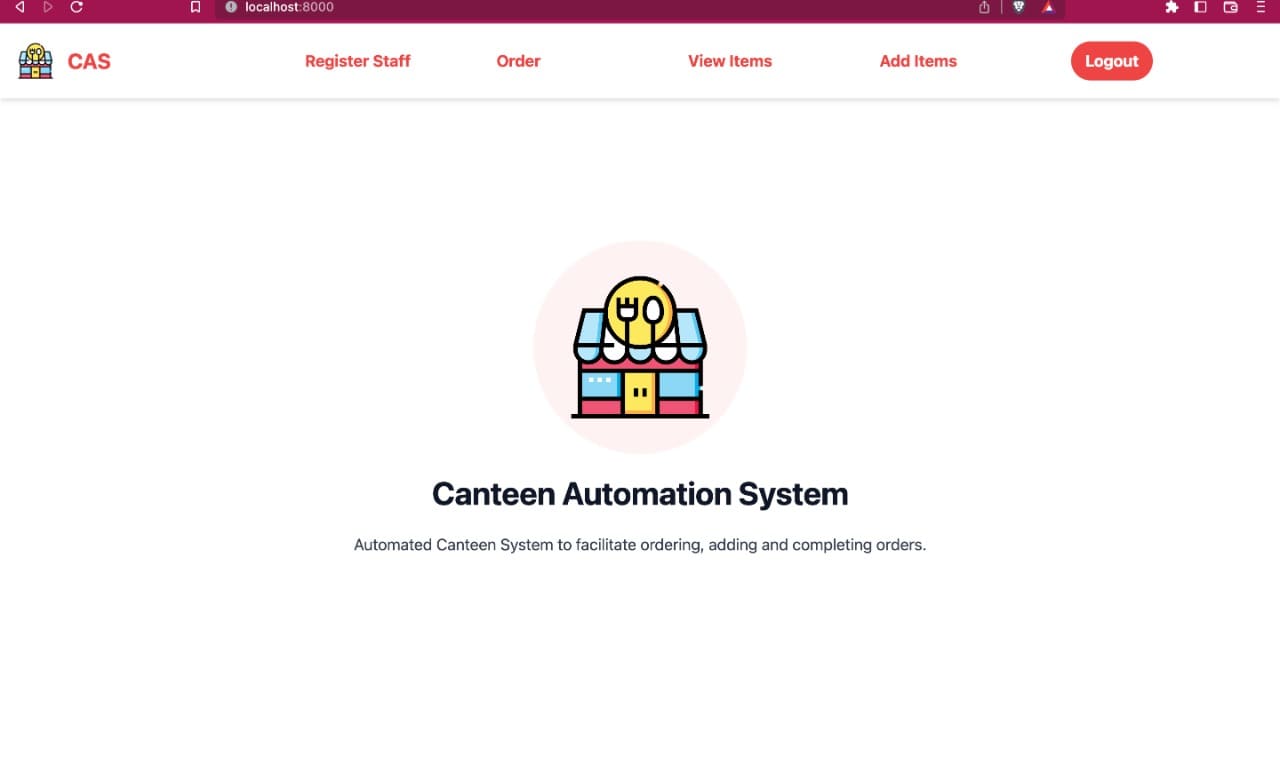 localhost:8000
CAS
Register Staff
Order
View Items
Add Items
Logout
Canteen Automation System
Automated Canteen System to facilitate ordering, adding and completing orders.